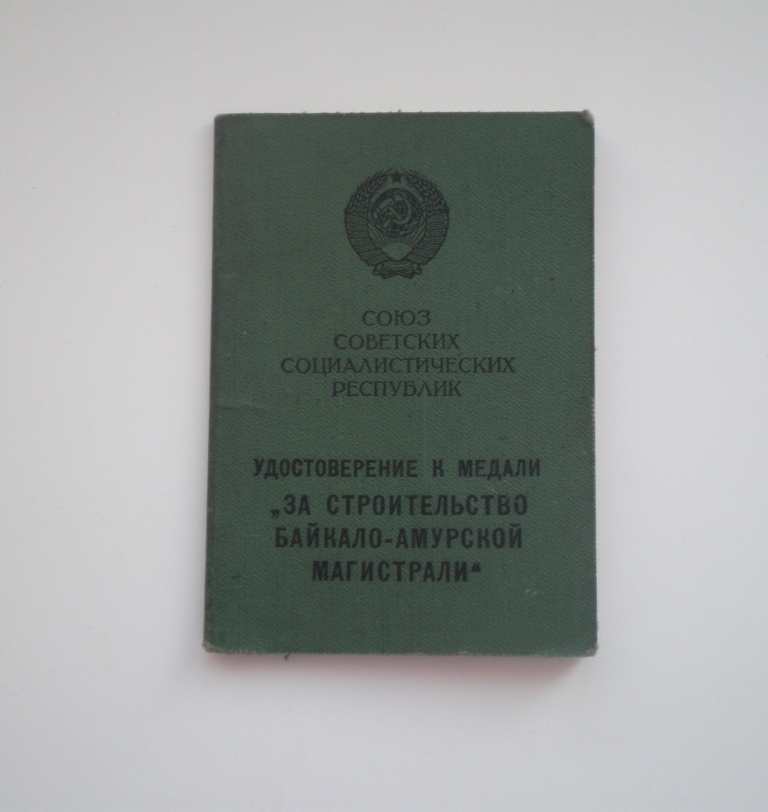 СОЮЗ
СОВЕТСКИХ
СОЦИАЛИСТИЧЕСКИХ
РЕСПУБЛИК
УДОСТОВЕРЕНИЕ К МЕДАЛИ
„ЗА СТРОИТЕЛЬСТВО
БАЙКАЛО-АМУРСКОЙ
МАГИСТРАЛИ“